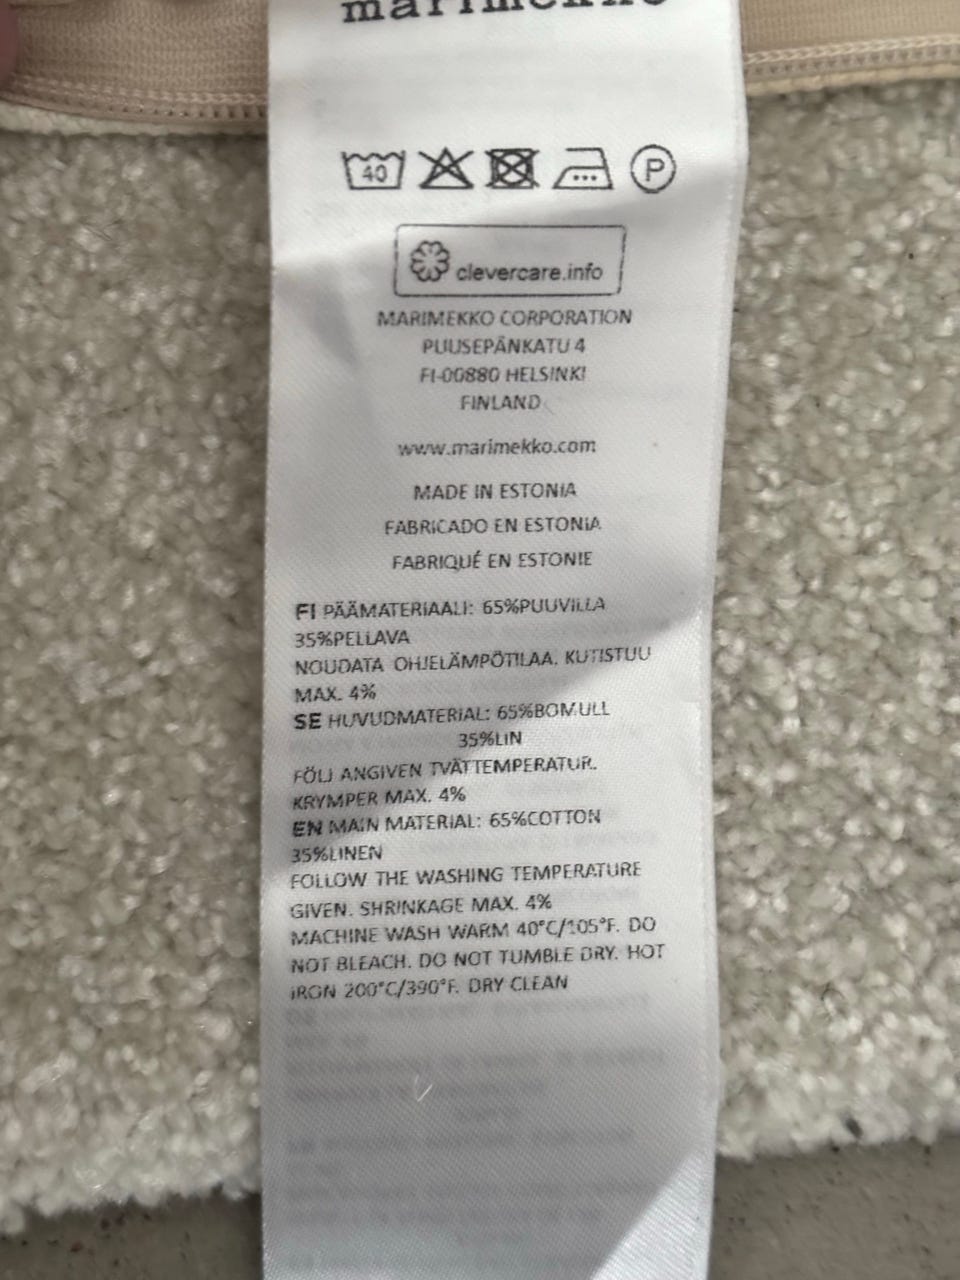 marimekko
40 P
clevercare.info
MARIMEKKO CORPORATION
PUUSEPÄNKATU 4
FI-00880 HELSINKI
FINLAND
www.marimekko.com
MADE IN ESTONIA
FABRICADO EN ESTONIA
FABRIQUÉ EN ESTONIE
FI PÄÄMATERIAALI: 65%PUUVILLA
35%PELLAVA
NOUDATA OHJELÄMPÖTILAA. KUTISTUU
MAX. 4%
SE HUVUDMATERIAL: 65%BOMULL
35%LIN
FÖLJ ANGIVEN TVÄTTEMPERATUR.
KRYMPER MAX. 4%
EN MAIN MATERIAL: 65%COTTON
35%LINEN
FOLLOW THE WASHING TEMPERATURE
GIVEN. SHRINKAGE MAX. 4%
MACHINE WASH WARM 40°C/105°F. DO
NOT BLEACH. DO NOT TUMBLE DRY. HOT
IRON 200°C/390°F. DRY CLEAN